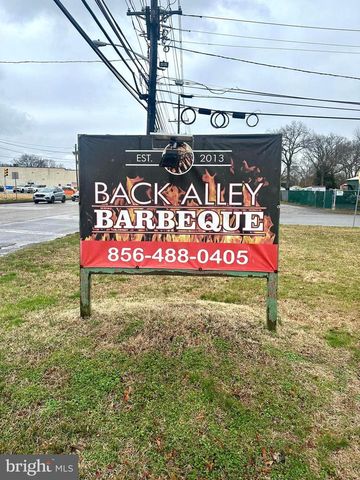 EST. 2013
BACK ALLEY
BARBEQUE
856-488-0405
bright MLS